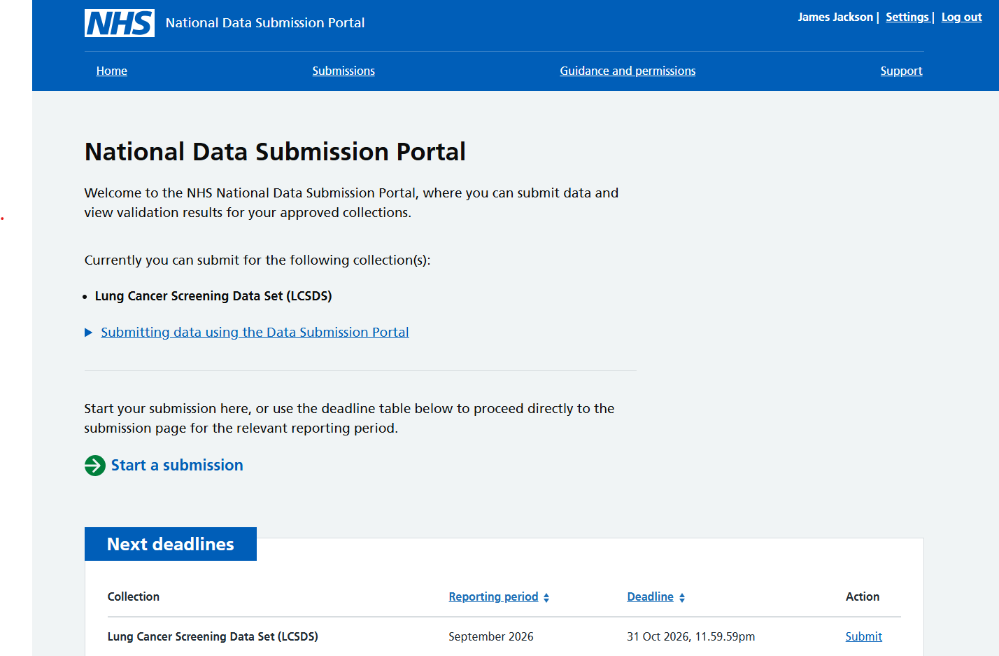 NHS National Data Submission Portal
James Jackson | Settings | Log out
Home Submissions Guidance and permissions Support
National Data Submission Portal
Welcome to the NHS National Data Submission Portal, where you can submit data and
view validation results for your approved collections.
Currently you can submit for the following collection(s):
• Lung Cancer Screening Data Set (LCSDS)
Submitting data using the Data Submission Portal
Start your submission here, or use the deadline table below to proceed directly to the
submission page for the relevant reporting period.
Start a submission
Next deadlines
Collection Reporting period Deadline Action
Lung Cancer Screening Data Set (LCSDS) September 2026 31 Oct 2026, 11.59.59pm Submit